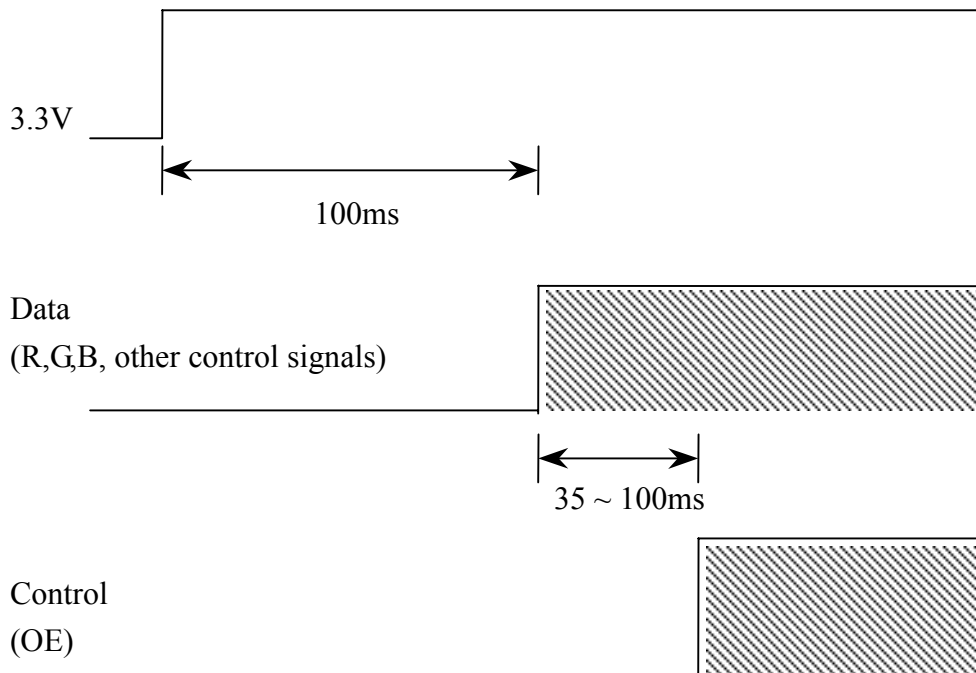 3.3V
100ms
Data
(R,G,B, other control signals)
35 ~ 100ms
Control
(OE)